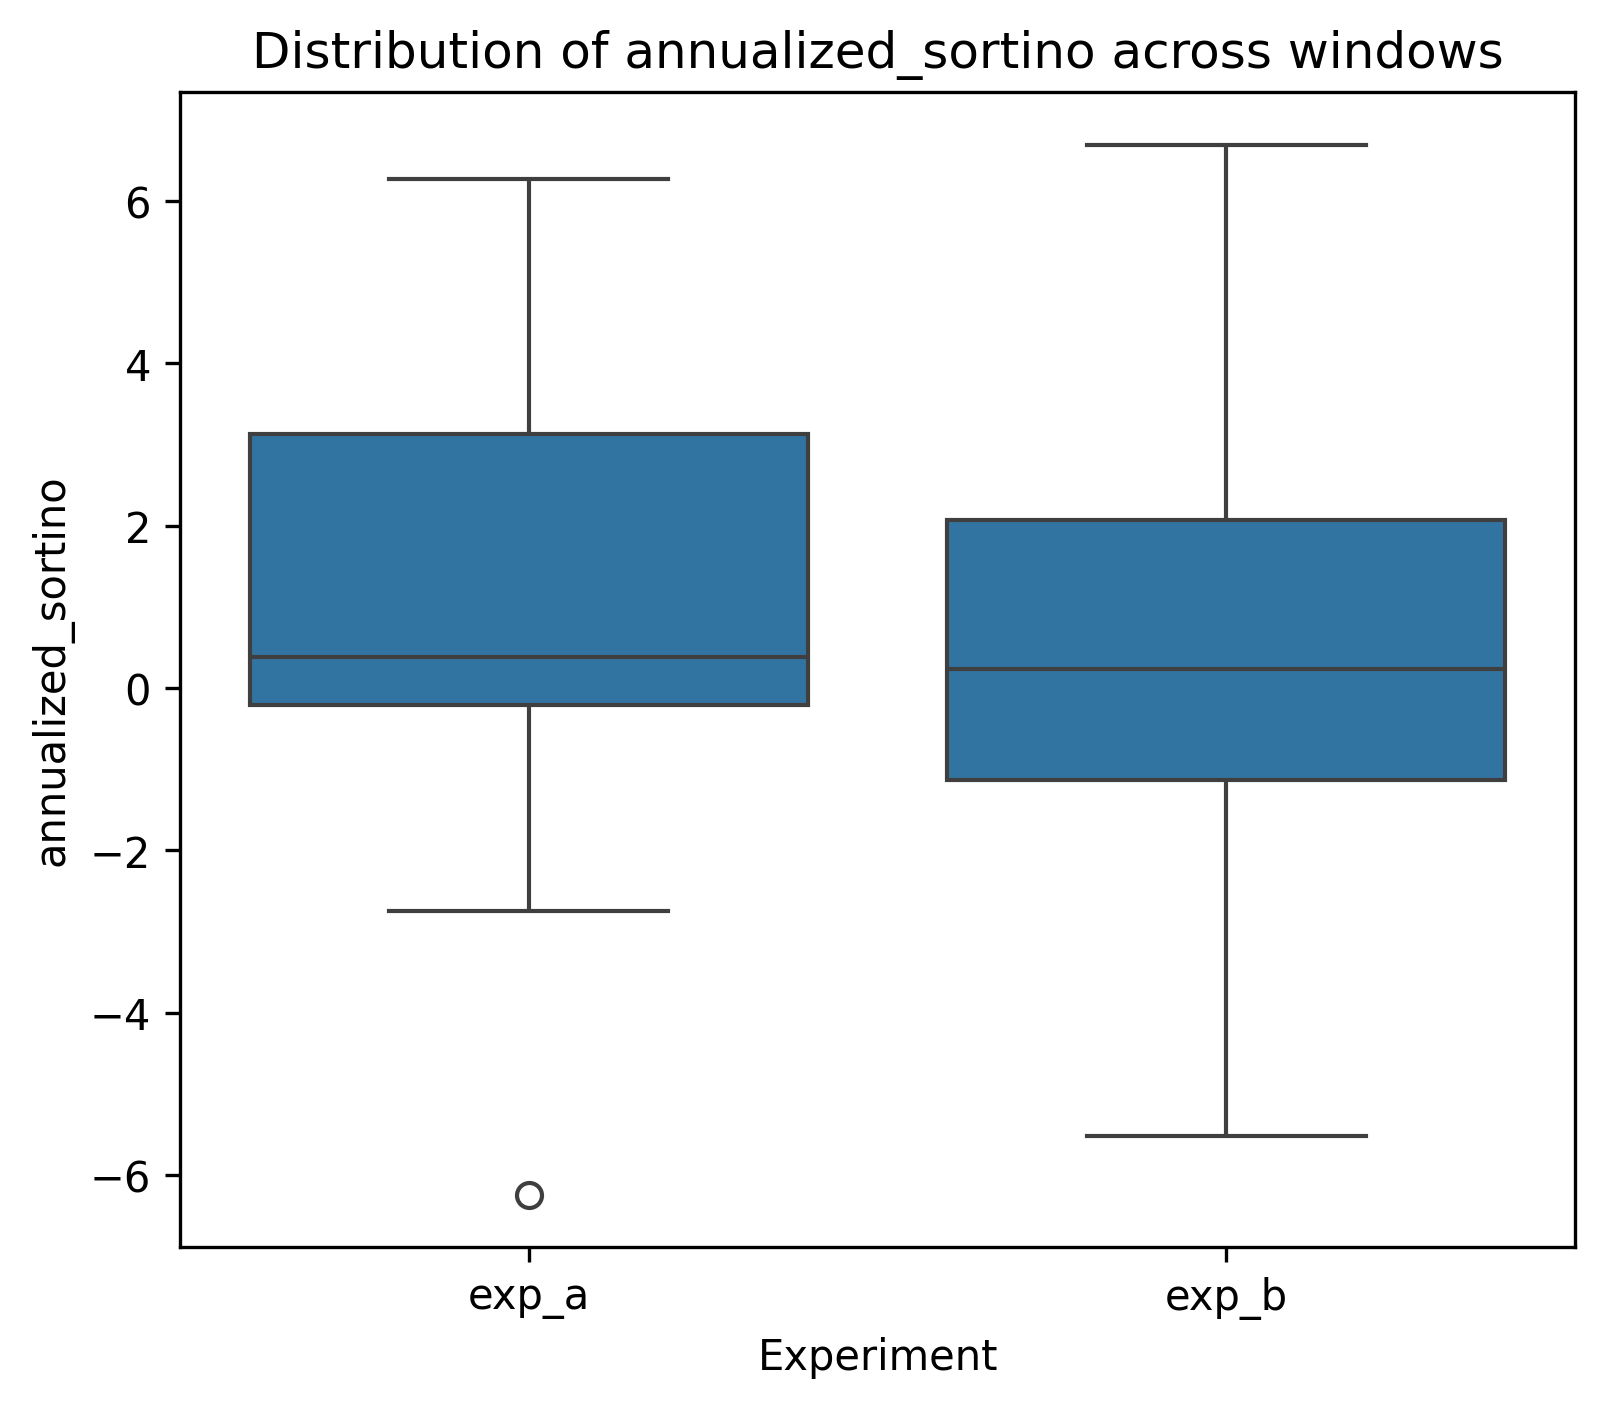 Distribution of annualized_sortino across windows
annualized_sortino
6
4
2
0
−2
−4
−6
exp_a
exp_b
Experiment